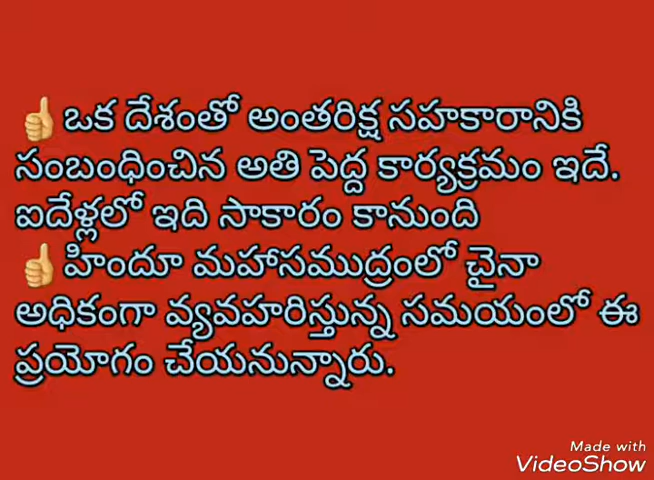 👍ఒక దేశంతో అంతరిక్ష సహకారానికి
సంబంధించిన అతి పెద్ద కార్యక్రమం ఇదే.
ఐదేళ్లలో ఇది సాకారం కానుంది
👍హిందూ మహాసముద్రంలో చైనా
అధికంగా వ్యవహరిస్తున్న సమయంలో ఈ
ప్రయోగం చేయనున్నారు.
Made with
VideoShow